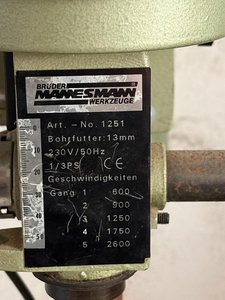 BRÜDER
MANNESMANN®
WERKZEUGE
Art.-No. 1251
Bohrfutter: 13mm
230V/50Hz
1/3PS CE
Geschwindigkeiten
Gang 1 600
2 900
3 1250
4 1750
5 2600